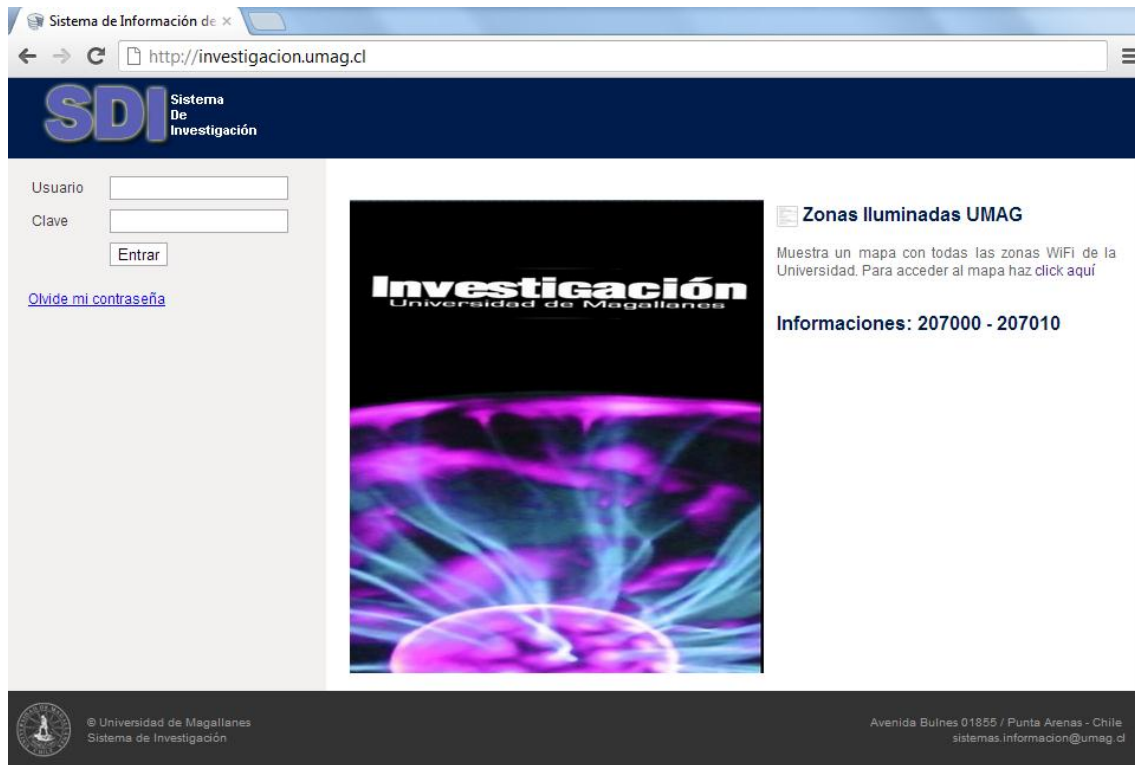 Sistema de Información de
http://investigacion.umag.cl
SDI
Sistema
De
Investigación
Usuario
Clave
Entrar
Olvide mi contraseña
Investigación
Universidad de Magallanes
Zonas Iluminadas UMAG
Muestra un mapa con todas las zonas WiFi de la
Universidad. Para acceder al mapa haz click aquí
Informaciones: 207000 - 207010
© Universidad de Magallanes
Sistema de Investigación
Avenida Bulnes 01855 / Punta Arenas - Chile
sistemas.informacion@umag.cl